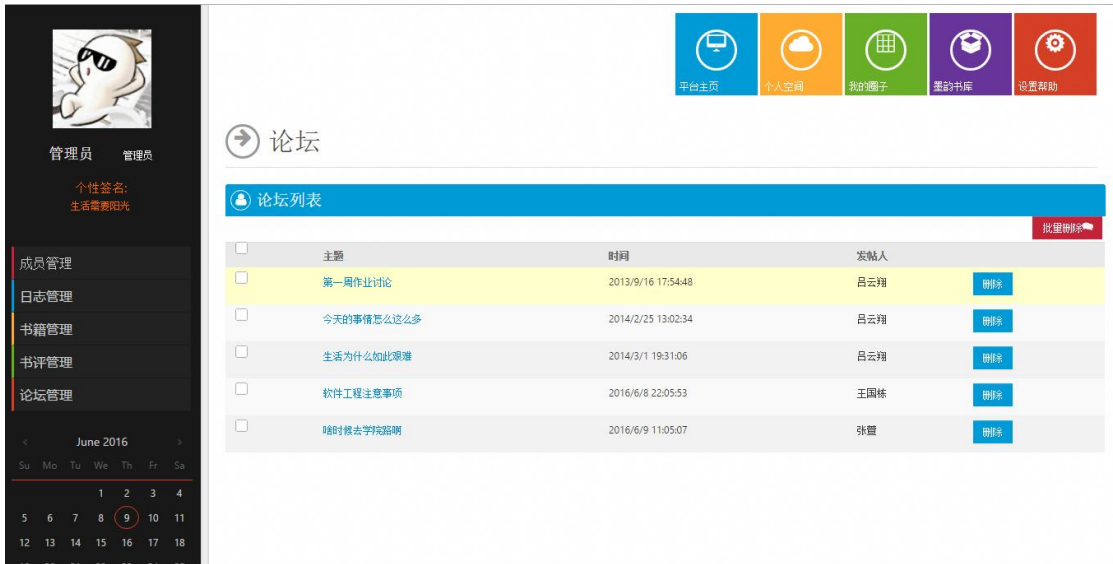 平台主页 个人空间 我的圈子 墨韵书库 设置帮助
管理员 管理员
个性签名:
生活需要阳光
成员管理
日志管理
书籍管理
书评管理
论坛管理
< June 2016 >
Su Mo Tu We Th Fr Sa
1 2 3 4
5 6 7 8 9 10 11
12 13 14 15 16 17 18
论坛
论坛列表
批量删除
主题 时间 发帖人
第一周作业讨论 2013/9/16 17:54:48 吕云翔 删除
今天的事情怎么这么多 2014/2/25 13:02:34 吕云翔 删除
生活为什么如此艰难 2014/3/1 19:31:06 吕云翔 删除
软件工程注意事项 2016/6/8 22:05:53 王国栋 删除
啥时候去学院路啊 2016/6/9 11:05:07 删除